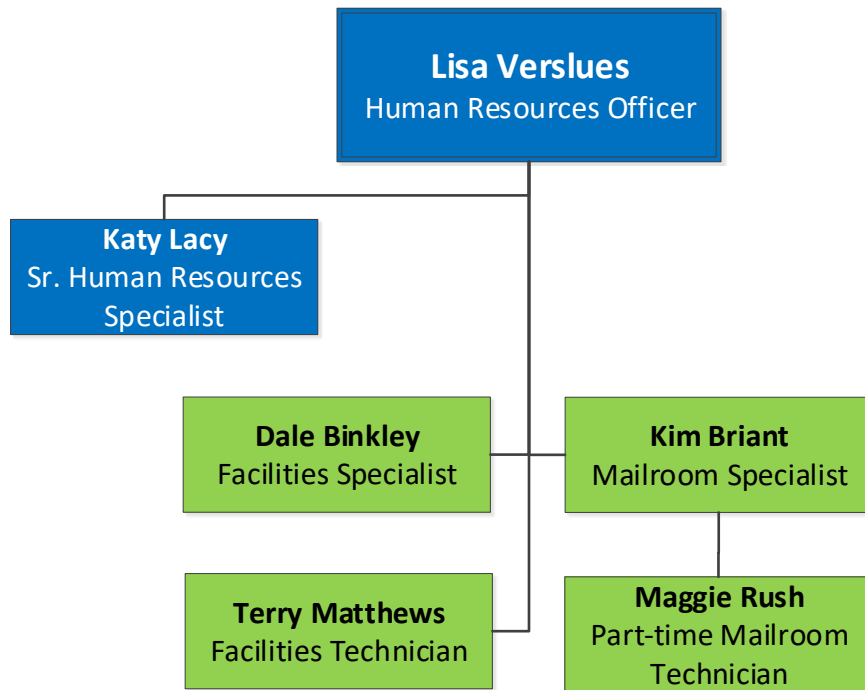 Lisa Verslues
Human Resources Officer
Katy Lacy
Sr. Human Resources
Specialist
Dale Binkley
Facilities Specialist
Kim Briant
Mailroom Specialist
Terry Matthews
Facilities Technician
Maggie Rush
Part-time Mailroom
Technician